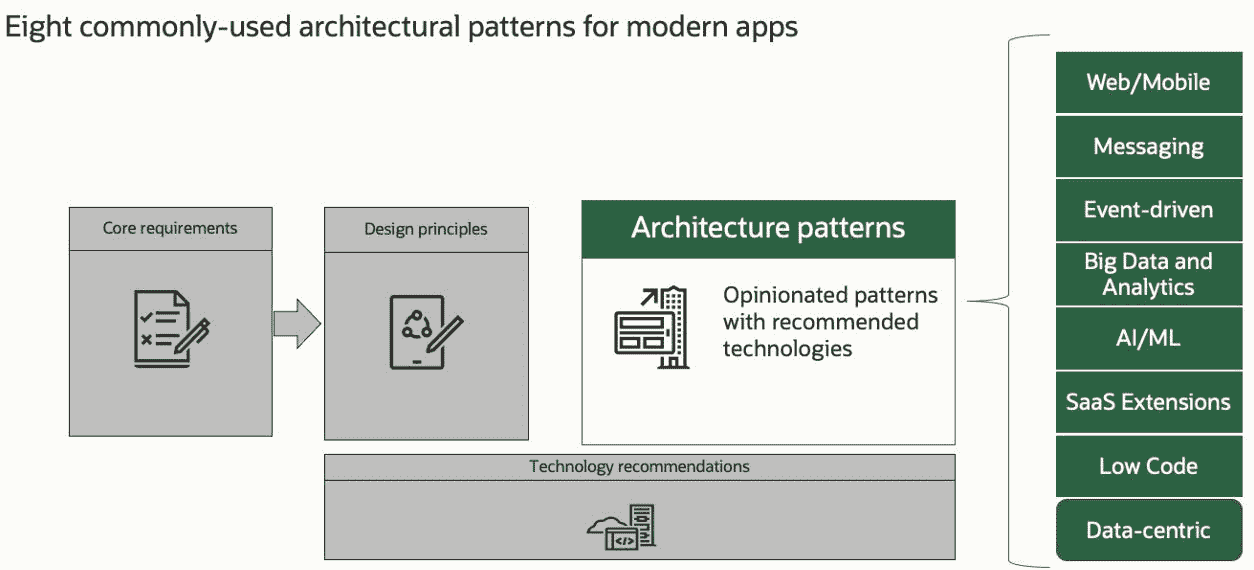 Eight commonly-used architectural patterns for modern apps
Core requirements
Design principles
Architecture patterns
Opinionated patterns
with recommended
technologies
Technology recommendations
Web/Mobile
Messaging
Event-driven
Big Data and
Analytics
AI/ML
SaaS Extensions
Low Code
Data-centric